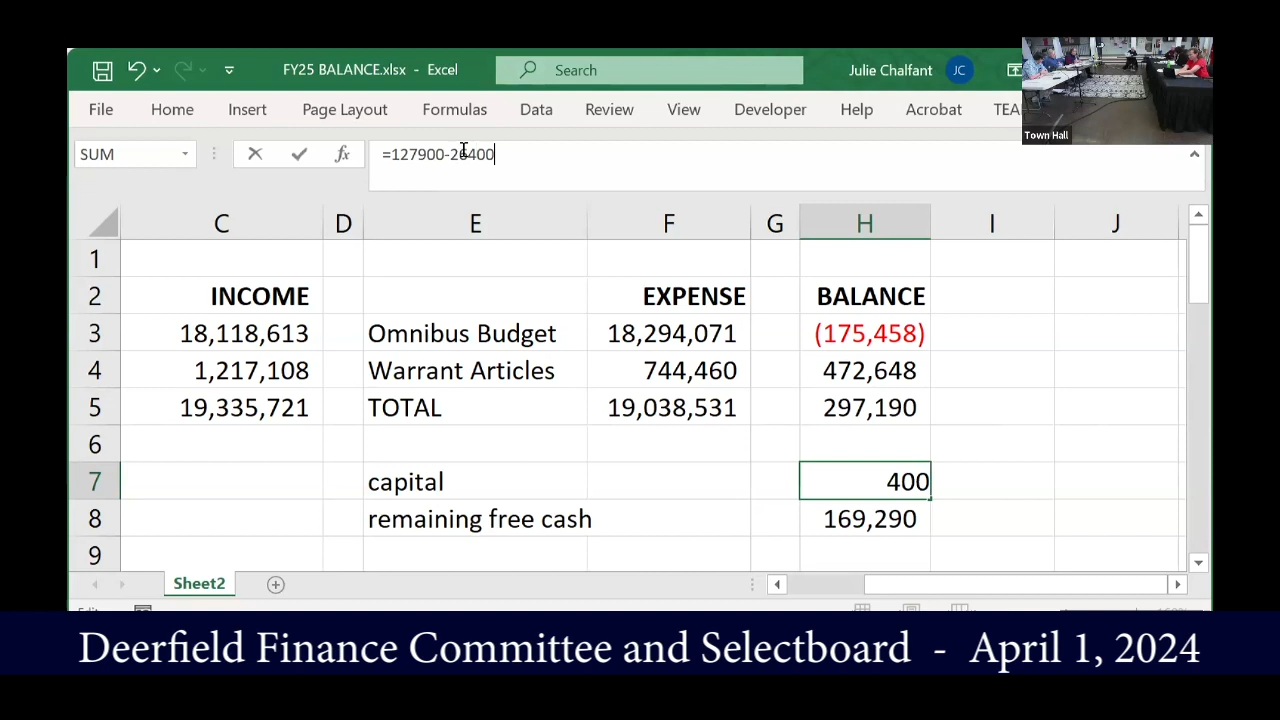 FY25 BALANCE.xlsx - Excel
Search
Julie Chalfant JC
File Home Insert Page Layout Formulas Data Review View Developer Help Acrobat
Town Hall
SUM fx =127900-26400
C D E F G H I J
1
2 INCOME EXPENSE BALANCE
3 18,118,613 Omnibus Budget 18,294,071 (175,458)
4 1,217,108 Warrant Articles 744,460 472,648
5 19,335,721 TOTAL 19,038,531 297,190
6
7 capital 400
8 remaining free cash 169,290
9
Sheet2
Deerfield Finance Committee and Selectboard - April 1, 2024